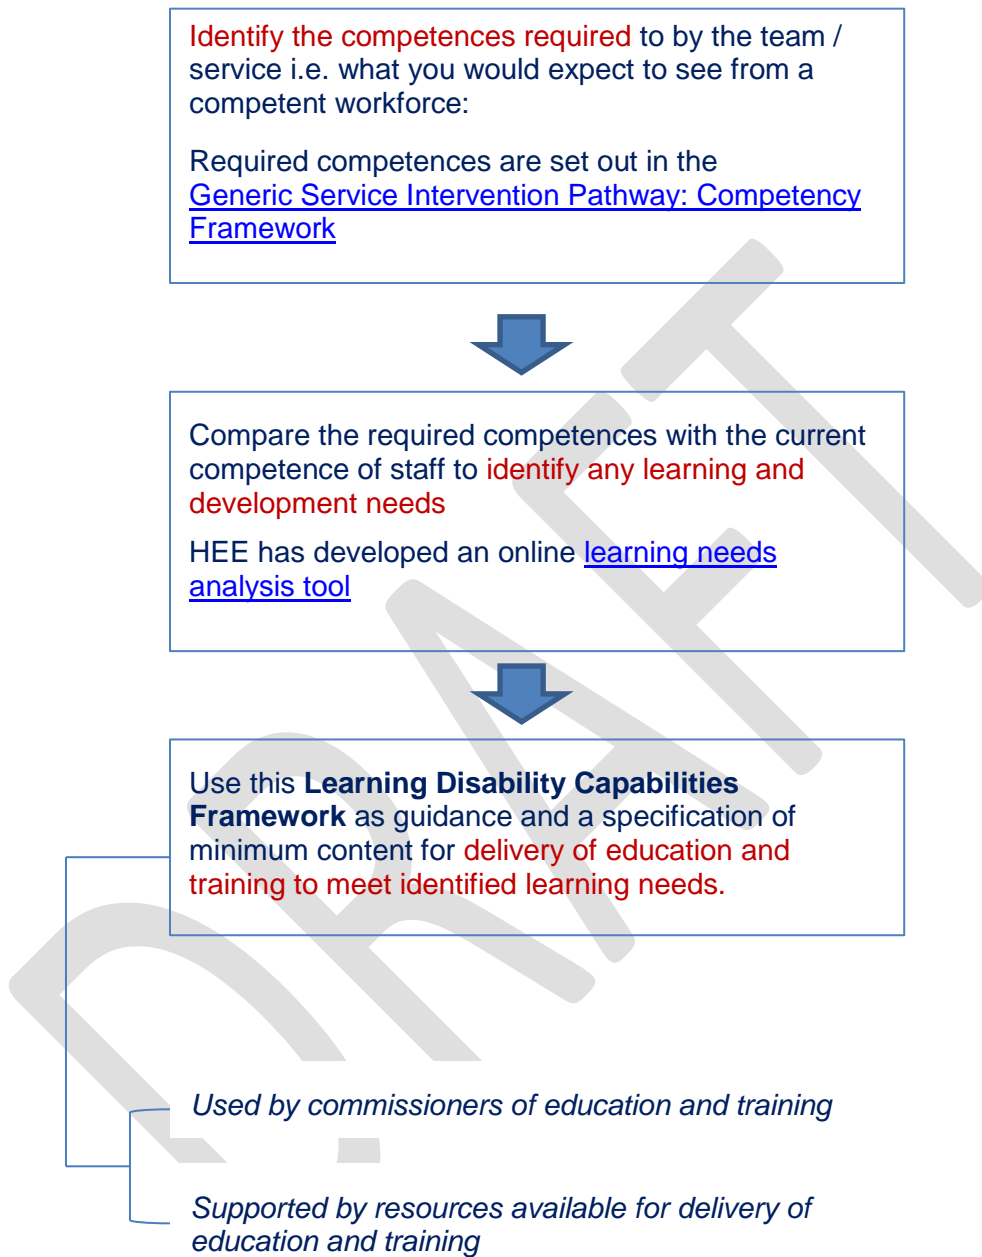 Identify the competences required to by the team /
service i.e. what you would expect to see from a
competent workforce:
Required competences are set out in the
Generic Service Intervention Pathway: Competency
Framework
Compare the required competences with the current
competence of staff to identify any learning and
development needs
HEE has developed an online learning needs
analysis tool
Use this Learning Disability Capabilities
Framework as guidance and a specification of
minimum content for delivery of education and
training to meet identified learning needs.
Used by commissioners of education and training
Supported by resources available for delivery of
education and training
DRAFT